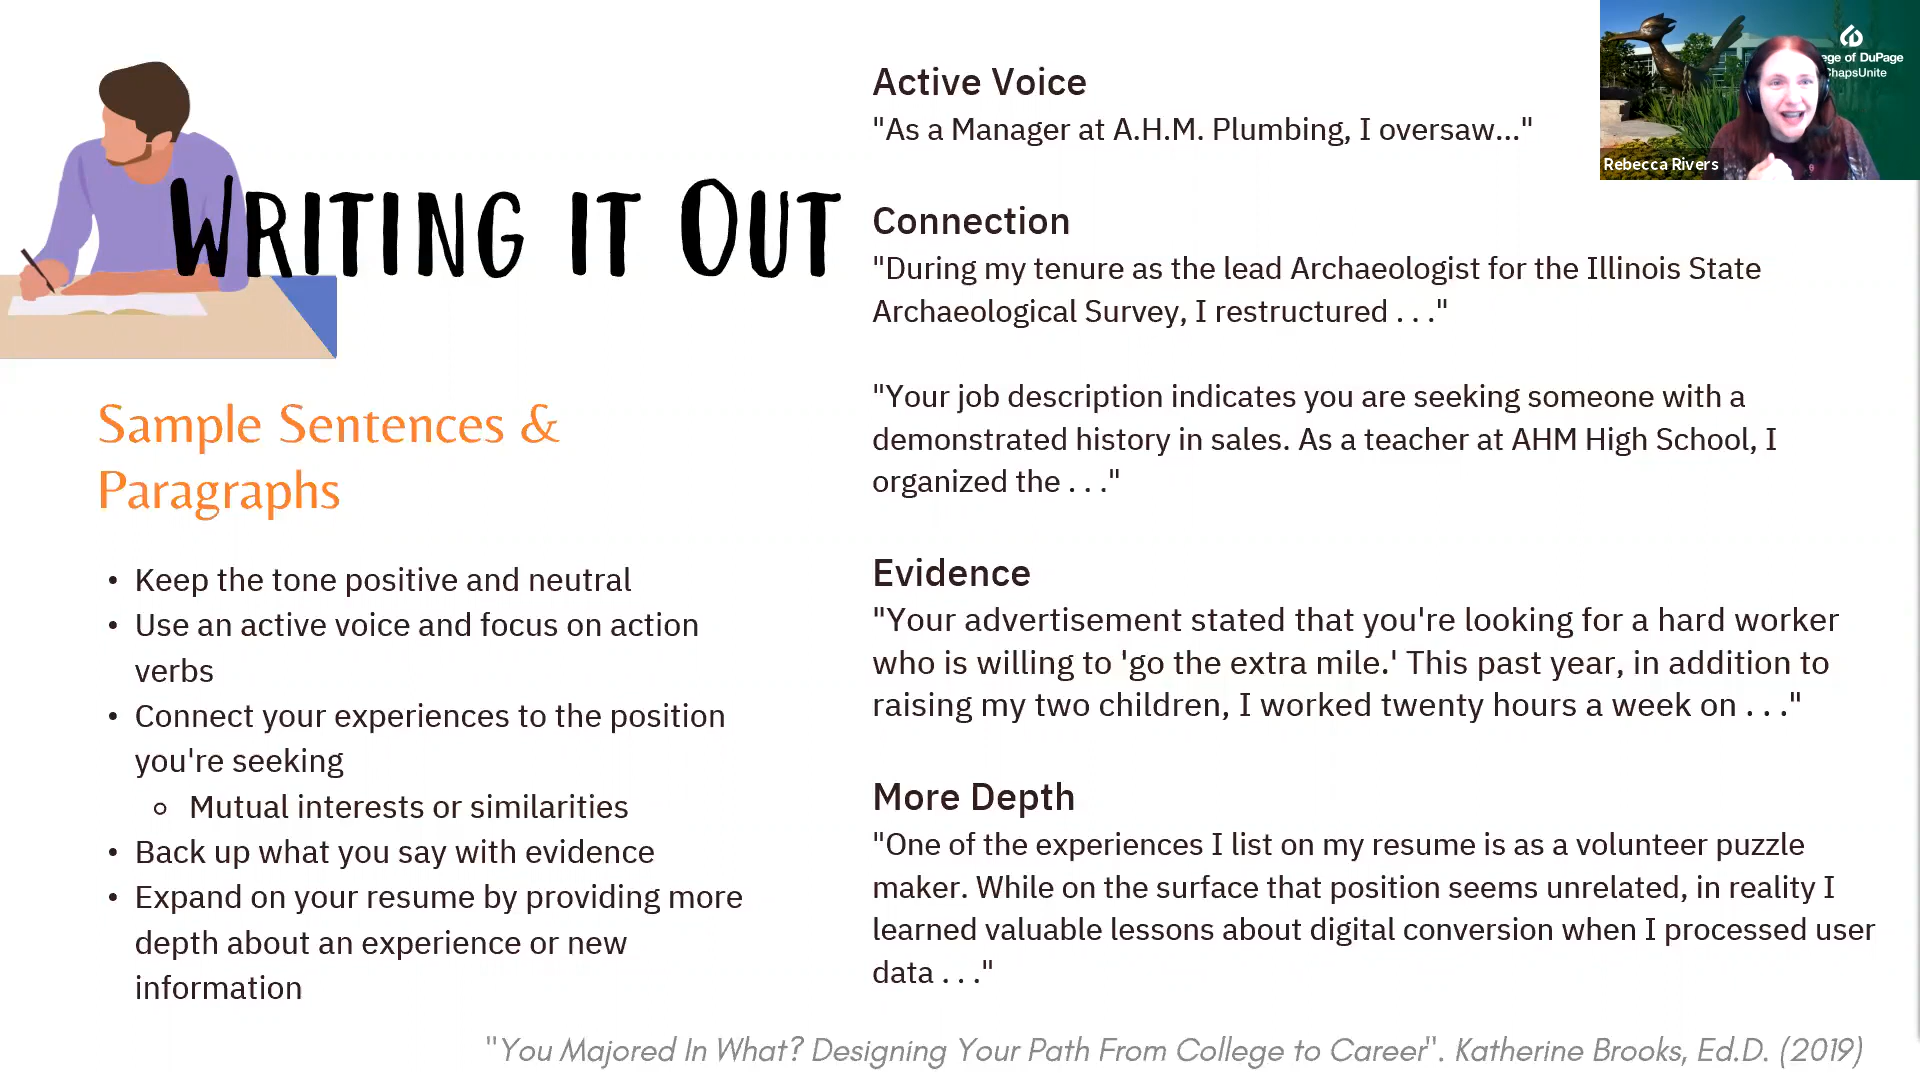 Writing it Out
Sample Sentences &
Paragraphs
• Keep the tone positive and neutral
• Use an active voice and focus on action
verbs
• Connect your experiences to the position
you're seeking
○ Mutual interests or similarities
• Back up what you say with evidence
• Expand on your resume by providing more
depth about an experience or new
information
Active Voice
"As a Manager at A.H.M. Plumbing, I oversaw..."
Connection
"During my tenure as the lead Archaeologist for the Illinois State
Archaeological Survey, I restructured . . ."
"Your job description indicates you are seeking someone with a
demonstrated history in sales. As a teacher at AHM High School, I
organized the . . ."
Evidence
"Your advertisement stated that you're looking for a hard worker
who is willing to 'go the extra mile.' This past year, in addition to
raising my two children, I worked twenty hours a week on . . ."
More Depth
"One of the experiences I list on my resume is as a volunteer puzzle
maker. While on the surface that position seems unrelated, in reality I
learned valuable lessons about digital conversion when I processed user
data . . ."
"You Majored In What? Designing Your Path From College to Career". Katherine Brooks, Ed.D. (2019)
ege of DuPage
ChapsUnite
Rebecca Rivers